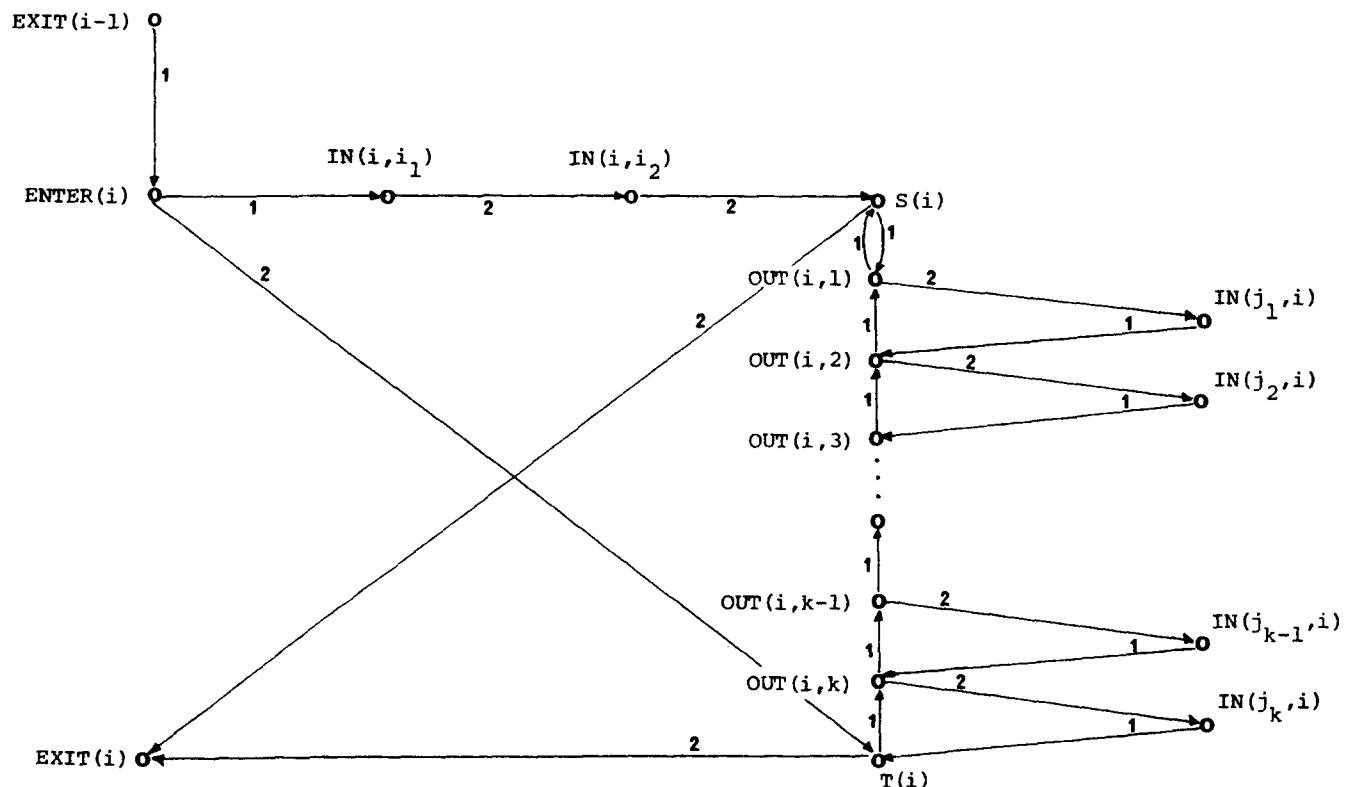 EXIT(i-1)
1
IN(i,i₁) IN(i,i₂)
ENTER(i) 1 2 2 S(i)
1 1
2 OUT(i,1) 2 IN(j₁,i)
2 1 1
OUT(i,2) 2 IN(j₂,i)
1 1
OUT(i,3)
. . .
1
OUT(i,k-1) 2 IN(j_{k-1},i)
1 1
OUT(i,k) 2 IN(j_k,i)
1 1
EXIT(i) 2
T(i)